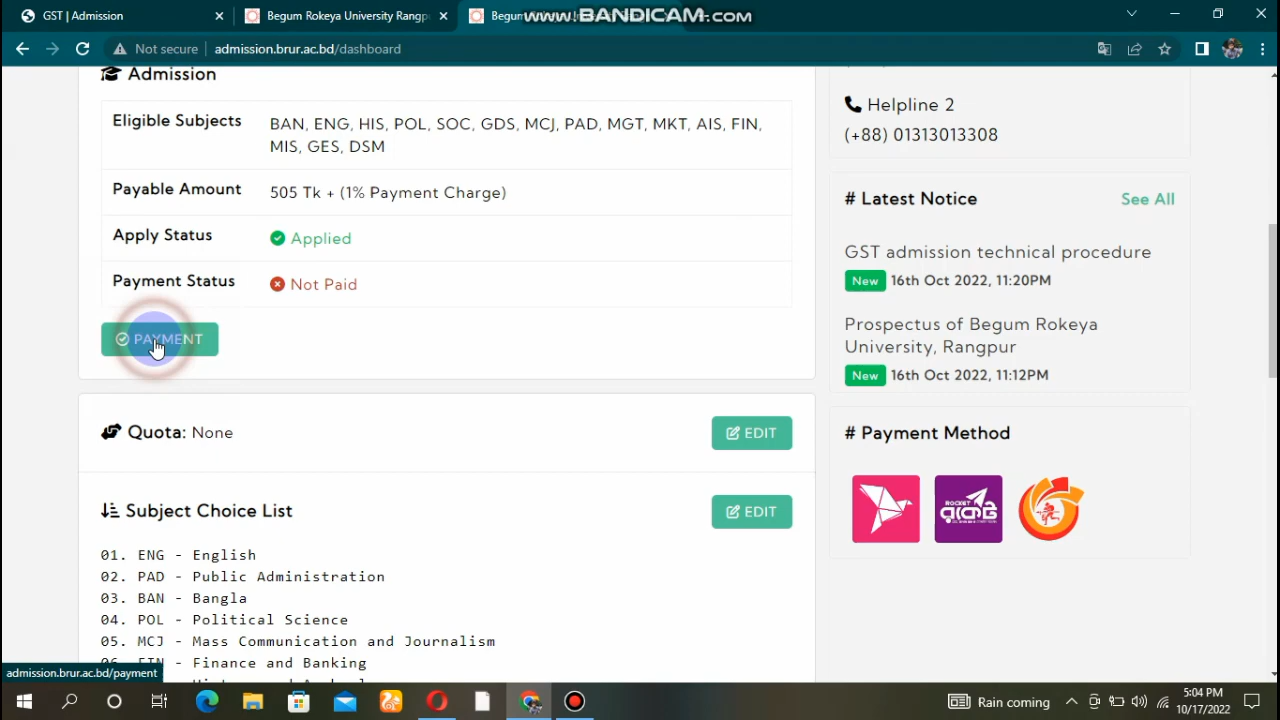 GST | Admission
Begum Rokeya University Rangp
Begum
www.BANDICAM.com
Not secure
admission.brur.ac.bd/dashboard
Admission
Eligible Subjects
BAN, ENG, HIS, POL, SOC, GDS, MCJ, PAD, MGT, MKT, AIS, FIN,
MIS, GES, DSM
Payable Amount
505 Tk + (1% Payment Charge)
Apply Status
Applied
Payment Status
Not Paid
PAYMENT
Quota: None
EDIT
Subject Choice List
EDIT
01. ENG - English
02. PAD - Public Administration
03. BAN - Bangla
04. POL - Political Science
05. MCJ - Mass Communication and Journalism
06. FIN - Finance and Banking
Helpline 2
(+88) 01313013308
# Latest Notice
See All
GST admission technical procedure
New 16th Oct 2022, 11:20PM
Prospectus of Begum Rokeya
University, Rangpur
New 16th Oct 2022, 11:12PM
# Payment Method
ROCKET
রকেট
admission.brur.ac.bd/payment
Rain coming
5:04 PM
10/17/2022